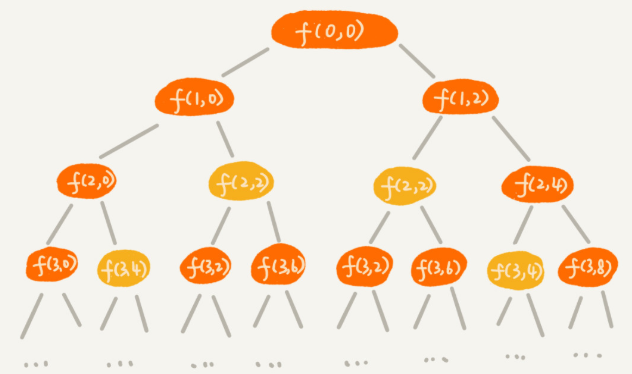 f(0,0)
f(1,0) f(1,2)
f(2,0) f(2,2) f(2,2) f(2,4)
f(3,0) f(3,4) f(3,2) f(3,6) f(3,2) f(3,6) f(3,4) f(3,8)
... ... ... ... ... ... ... ...